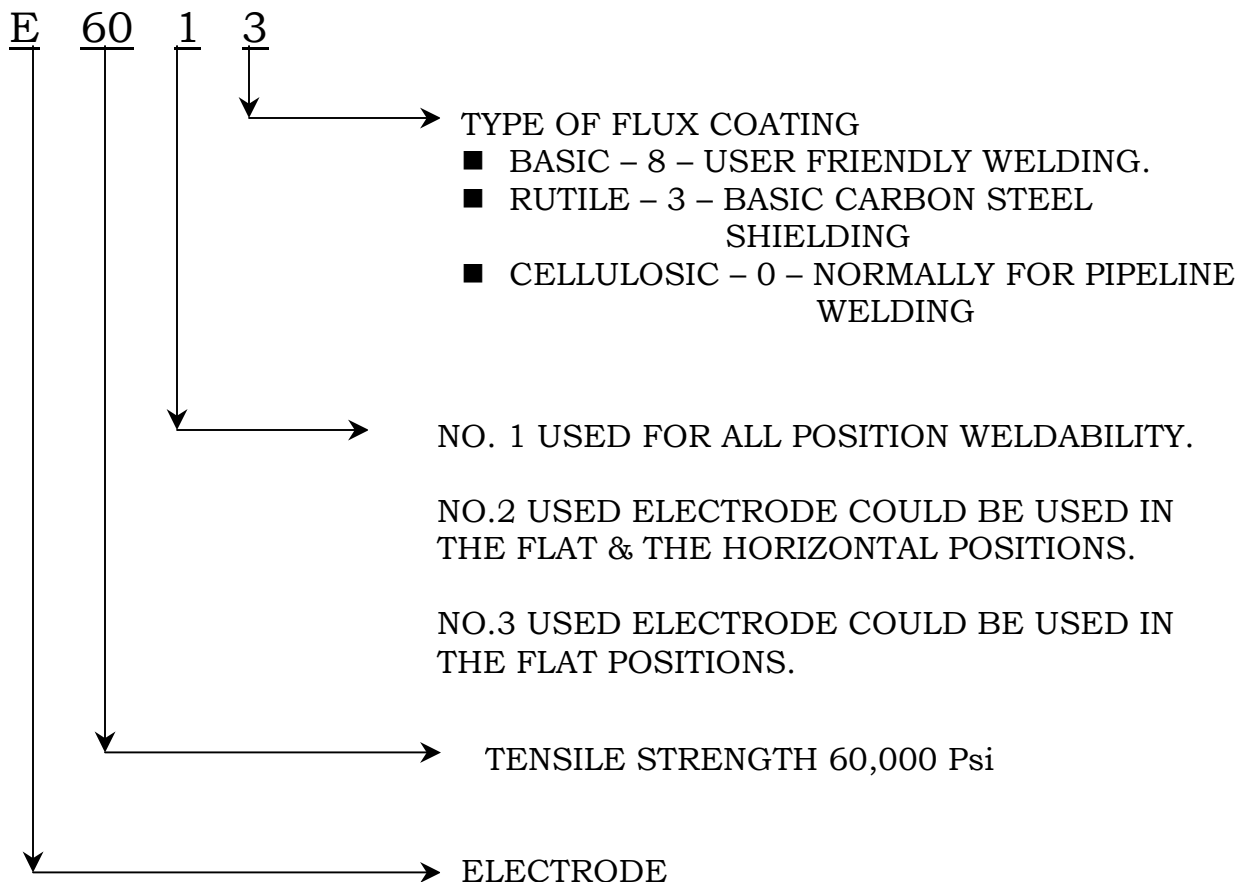 E 60 1 3
TYPE OF FLUX COATING
■ BASIC – 8 – USER FRIENDLY WELDING.
■ RUTILE – 3 – BASIC CARBON STEEL
SHIELDING
■ CELLULOSIC – 0 – NORMALLY FOR PIPELINE
WELDING
NO. 1 USED FOR ALL POSITION WELDABILITY.
NO.2 USED ELECTRODE COULD BE USED IN
THE FLAT & THE HORIZONTAL POSITIONS.
NO.3 USED ELECTRODE COULD BE USED IN
THE FLAT POSITIONS.
TENSILE STRENGTH 60,000 Psi
ELECTRODE